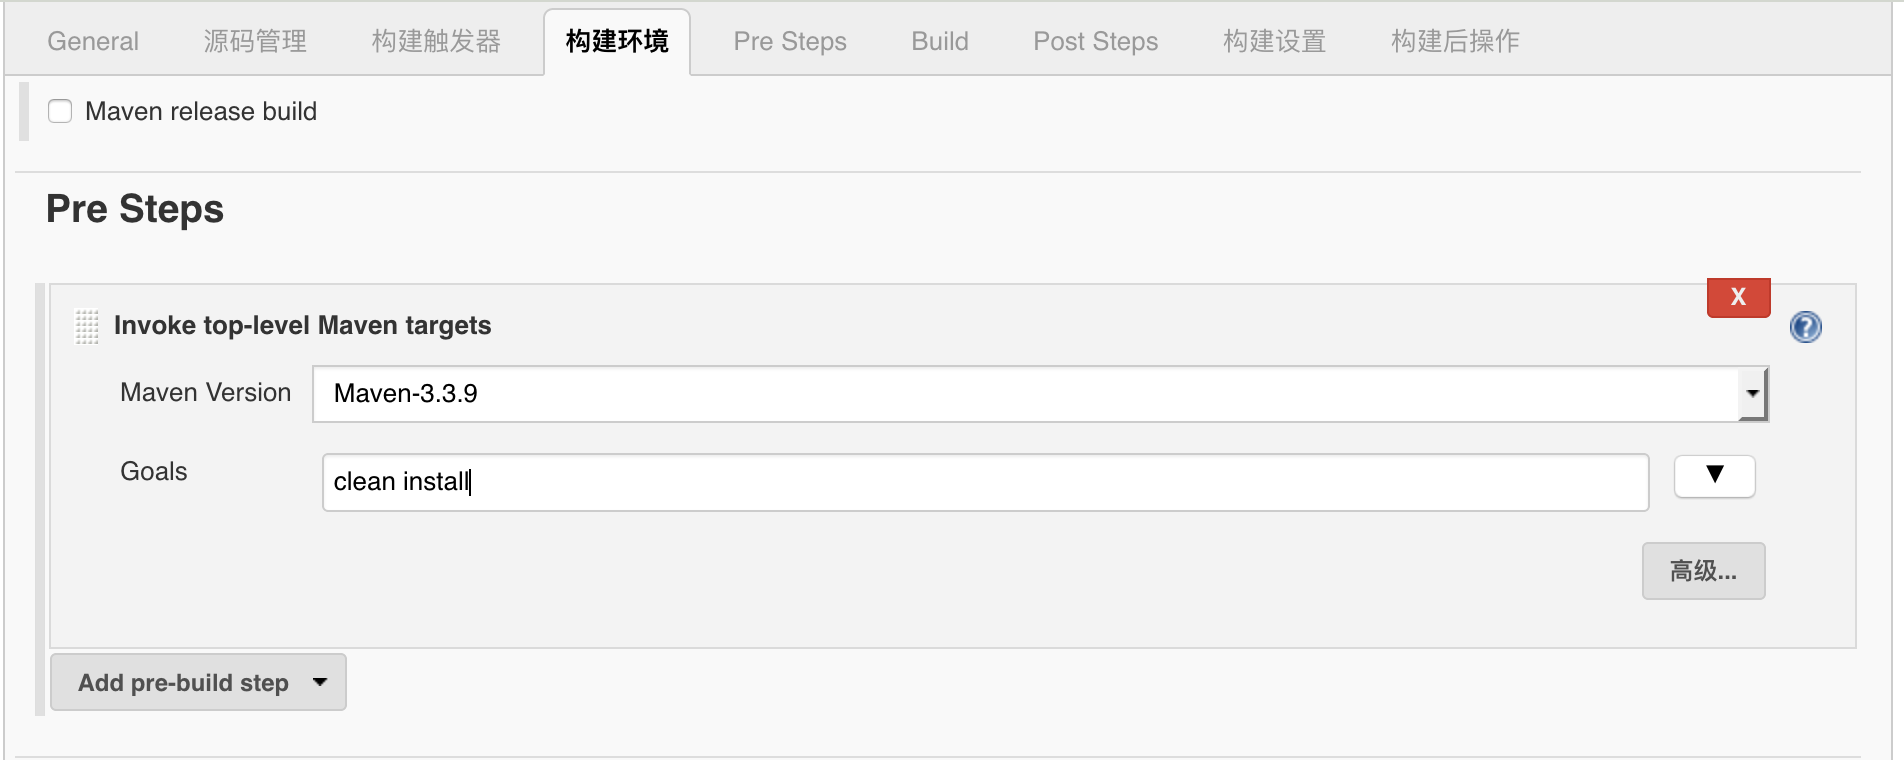 General 源码管理 构建触发器 构建环境 Pre Steps Build Post Steps 构建设置 构建后操作
Maven release build
Pre Steps
X
Invoke top-level Maven targets
?
Maven Version Maven-3.3.9
Goals clean install
高级...
Add pre-build step